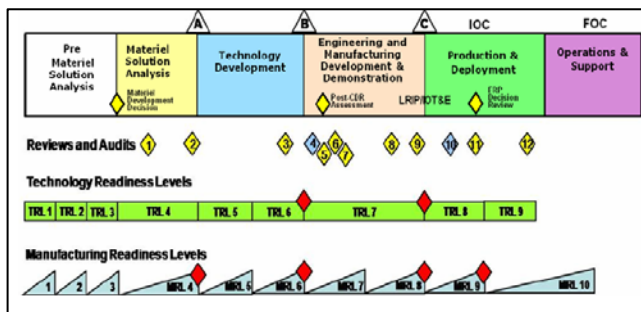 A B C IOC FOC
Pre Materiel Solution Analysis
Materiel Solution Analysis
Materiel Development Decision
Technology Development
Engineering and Manufacturing Development & Demonstration
Post-CDR Assessment
LRIP/IOT&E
Production & Deployment
FRP Decision Review
Operations & Support
Reviews and Audits 1 2 3 4 5 6 7 8 9 10 11 12
Technology Readiness Levels
TRL 1 TRL 2 TRL 3 TRL 4 TRL 5 TRL 6 TRL 7 TRL 8 TRL 9
Manufacturing Readiness Levels
1 2 3 MRL 4 MRL 5 MRL 6 MRL 7 MRL 8 MRL 9 MRL 10